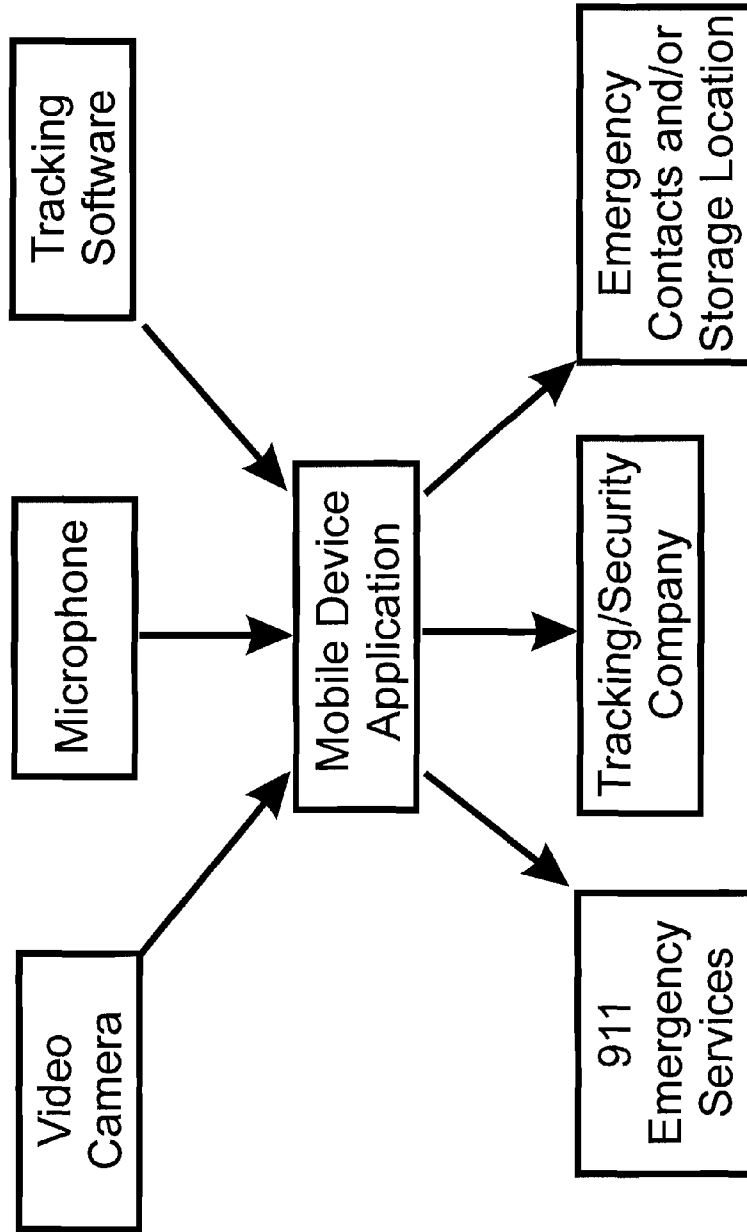 Video
Camera
Microphone
Tracking
Software
Mobile Device
Application
911
Emergency
Services
Tracking/Security
Company
Emergency
Contacts and/or
Storage Location